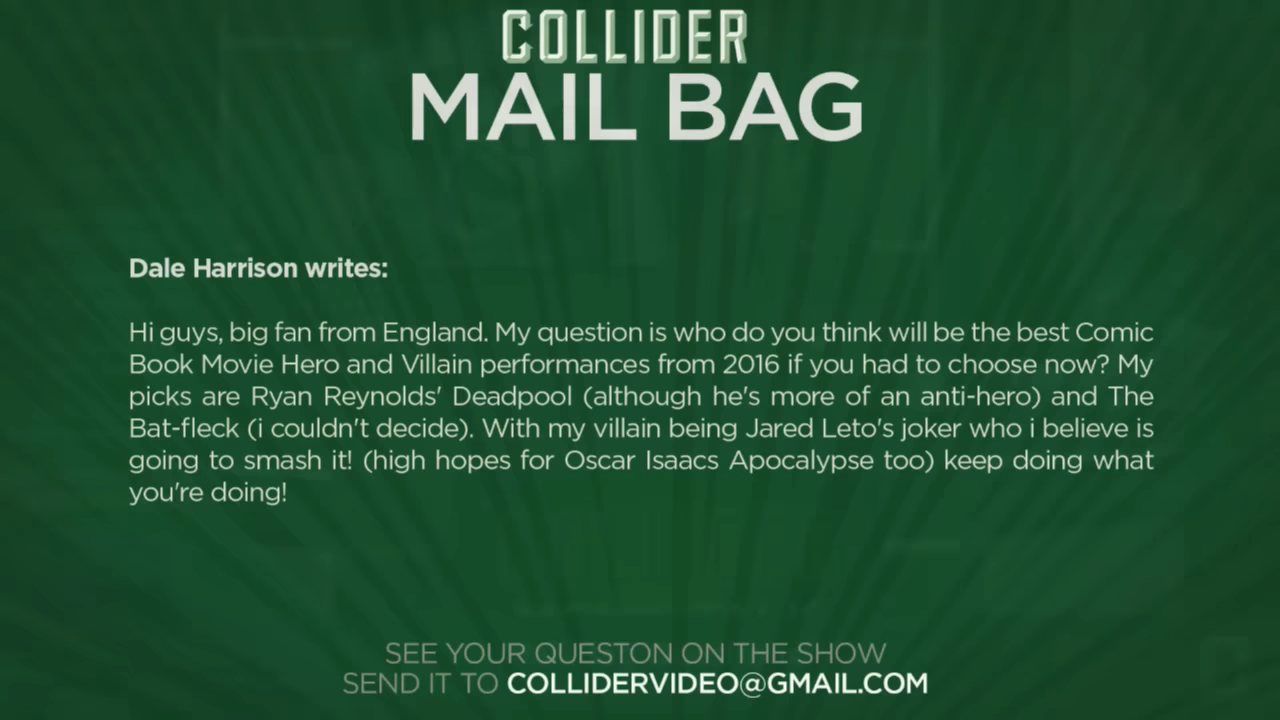 COLLIDER
MAIL BAG
Dale Harrison writes:
Hi guys, big fan from England. My question is who do you think will be the best Comic
Book Movie Hero and Villain performances from 2016 if you had to choose now? My
picks are Ryan Reynolds' Deadpool (although he's more of an anti-hero) and The
Bat-fleck (i couldn't decide). With my villain being Jared Leto's joker who i believe is
going to smash it! (high hopes for Oscar Isaacs Apocalypse too) keep doing what
you're doing!
SEE YOUR QUESTON ON THE SHOW
SEND IT TO COLLIDERVIDEO@GMAIL.COM